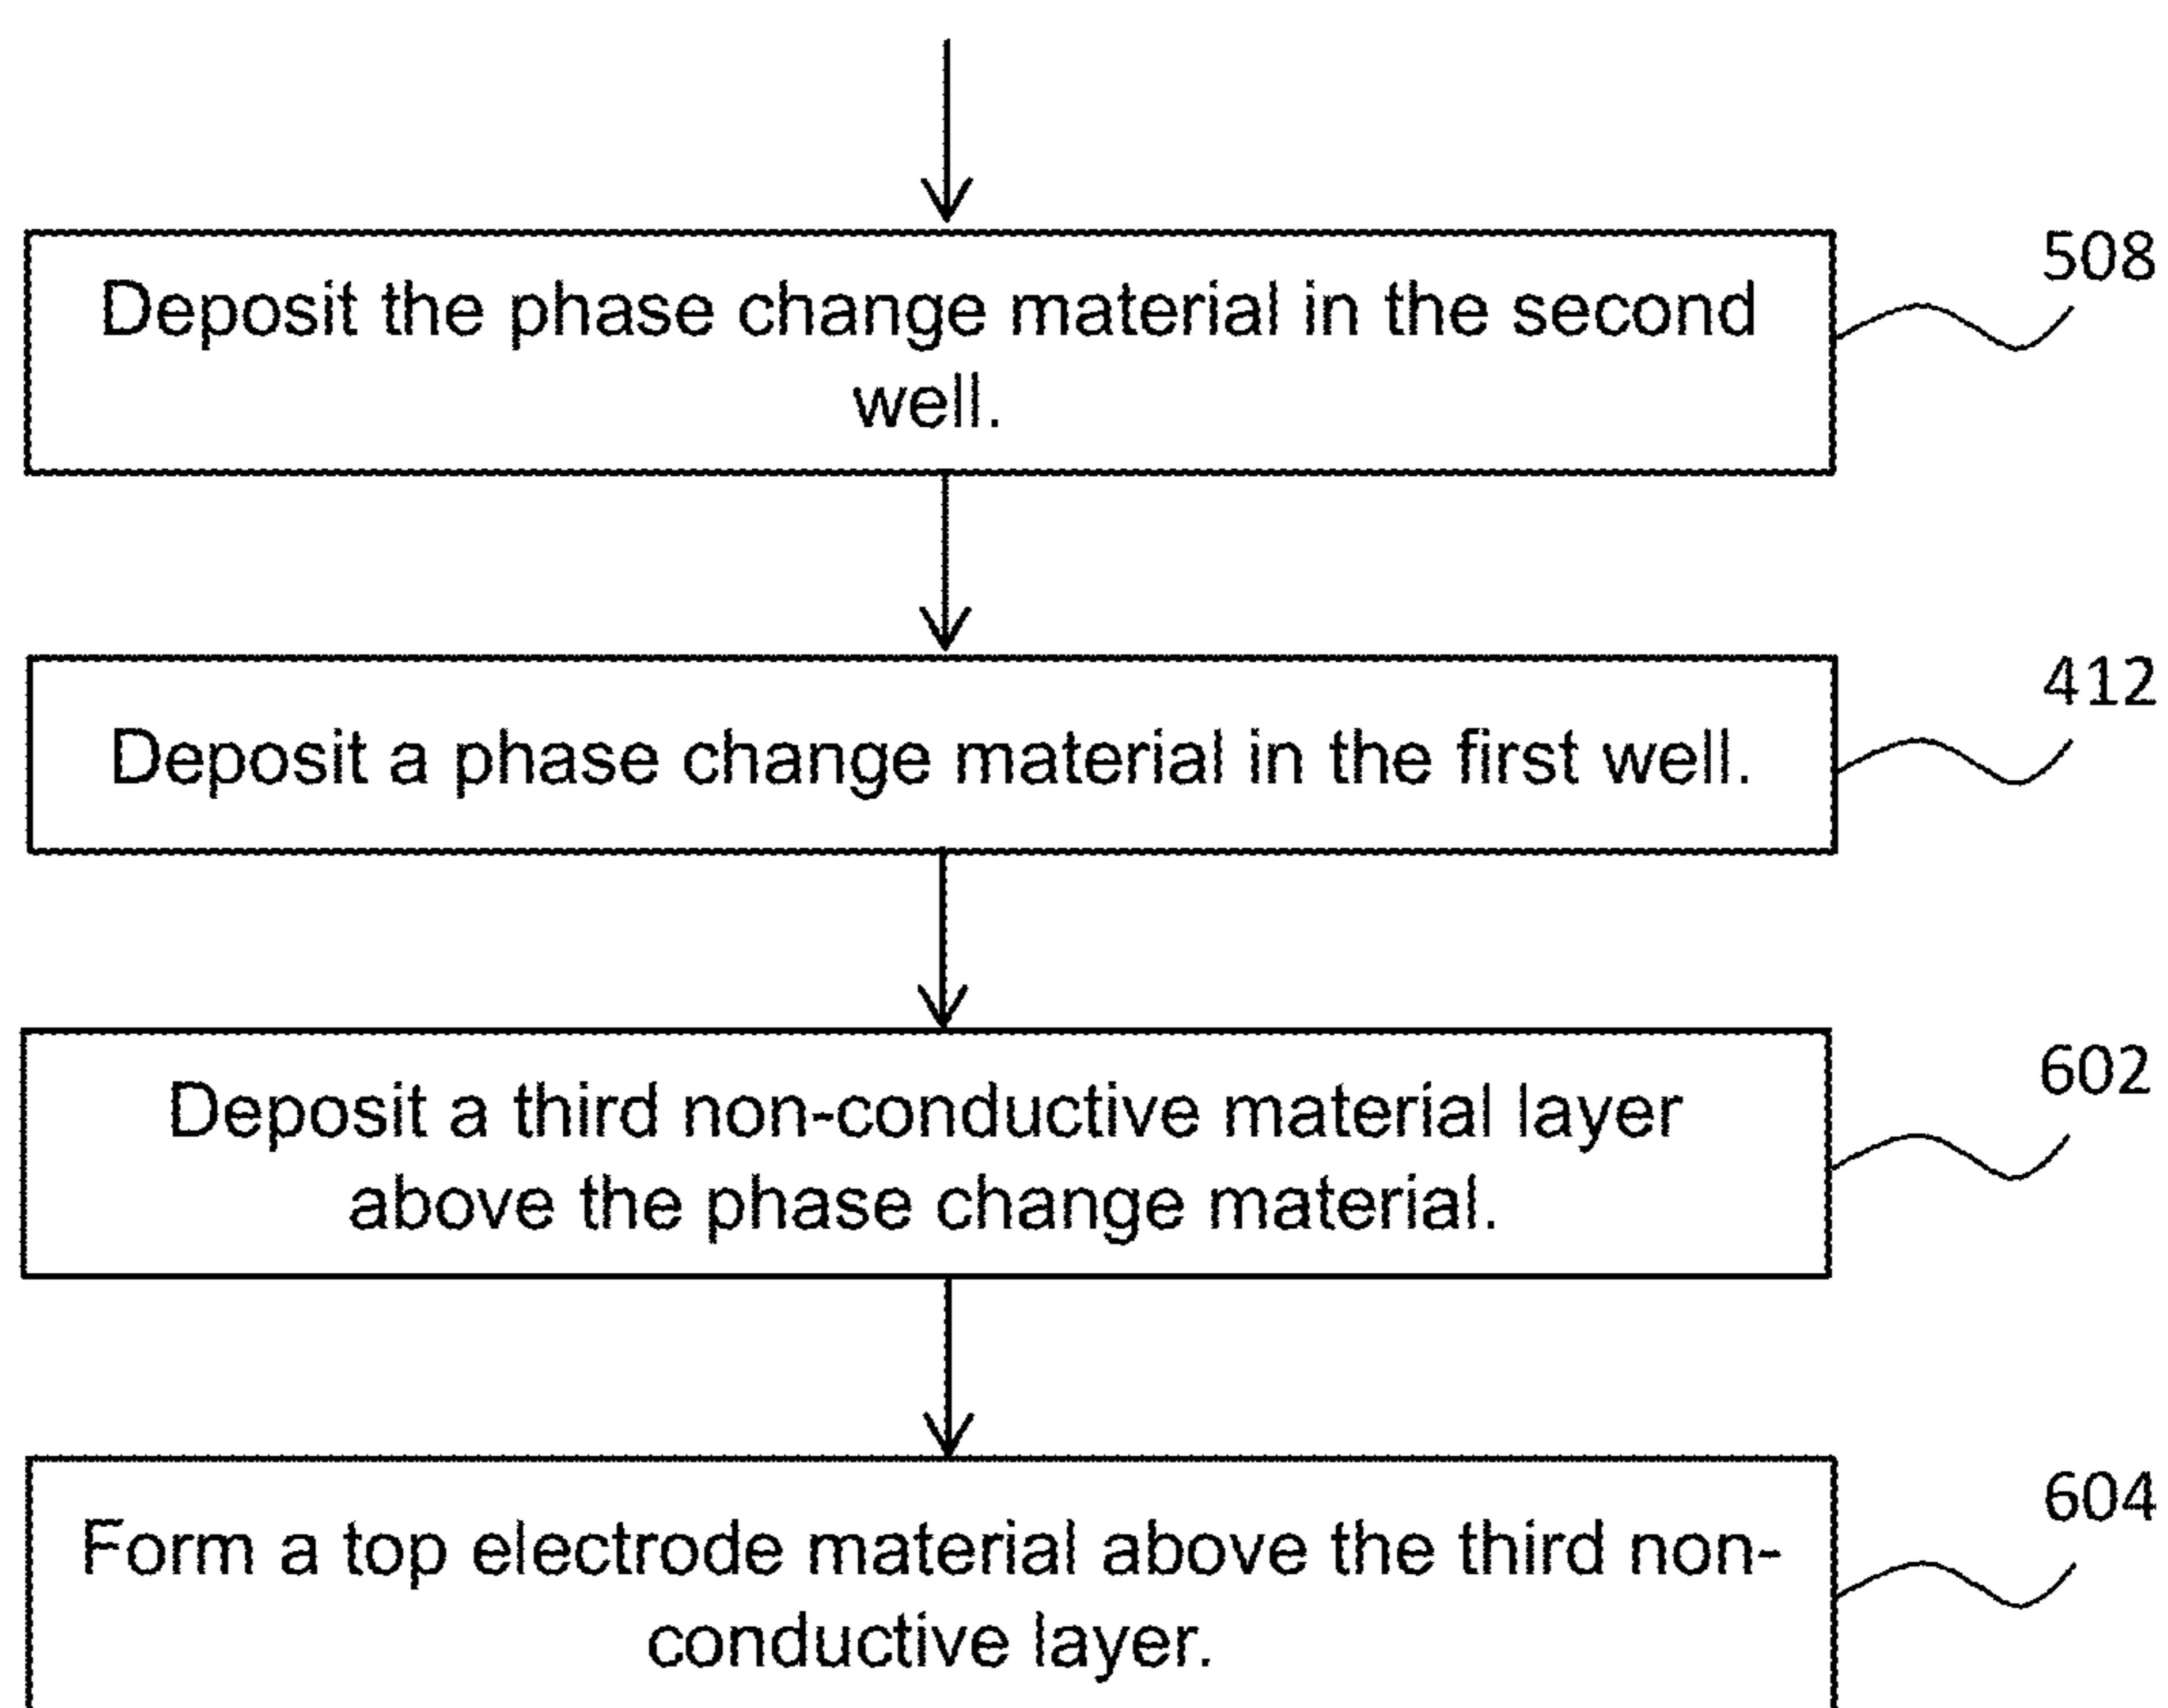 508
Deposit the phase change material in the second
well.
412
Deposit a phase change material in the first well.
602
Deposit a third non-conductive material layer
above the phase change material.
604
Form a top electrode material above the third non-
conductive layer.